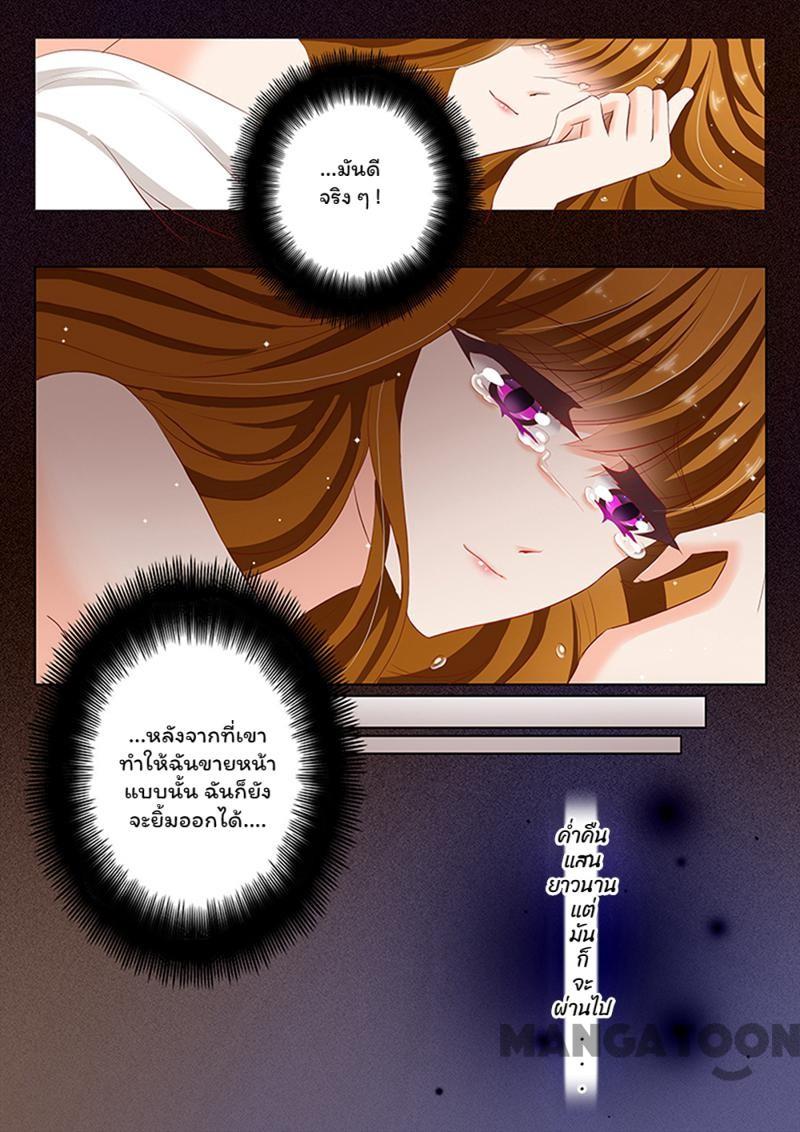 ...มันดี
จริง ๆ !
...หลังจากที่เขา
ทำให้ฉันขายหน้า
แบบนั้น ฉันก็ยัง
จะยิ้มออกได้....
ค่ำคืน
แสน
ยาวนาน
แต่
มัน
ก็
จะ
ผ่านไป
.
.
.
MANGATOON